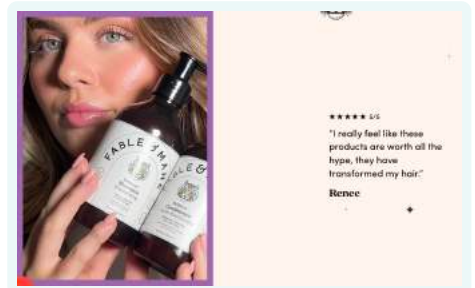 FABLE & MANE
BLE &
★★★★★ 5/5
"I really feel like these
products are worth all the
hype, they have
transformed my hair."
Renee